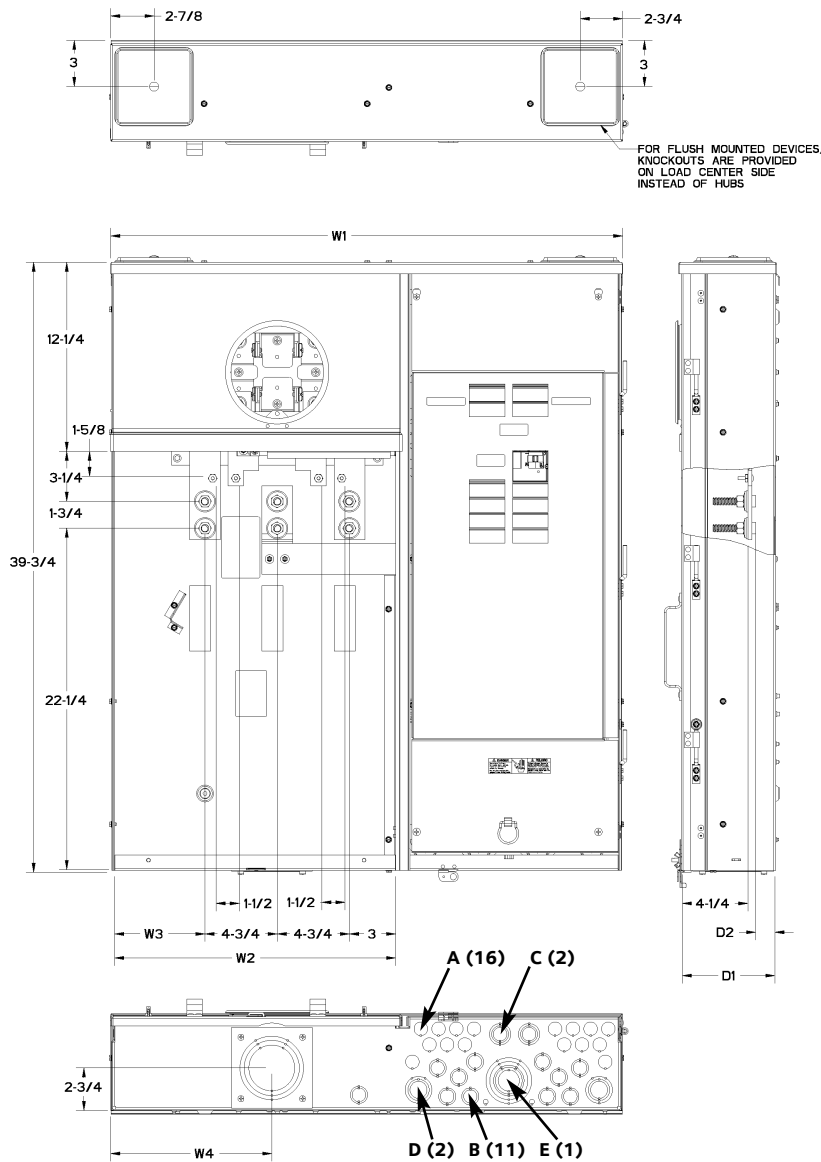 2-7/8
2-3/4
3
3
FOR FLUSH MOUNTED DEVICES,
KNOCKOUTS ARE PROVIDED
ON LOAD CENTER SIDE
INSTEAD OF HUBS
W1
12-1/4
1-5/8
3-1/4
1-3/4
39-3/4
22-1/4
1-1/2
1-1/2
W3
4-3/4
4-3/4
3
W2
4-1/4
D2
D1
A (16)
C (2)
2-3/4
W4
D (2)
B (11)
E (1)